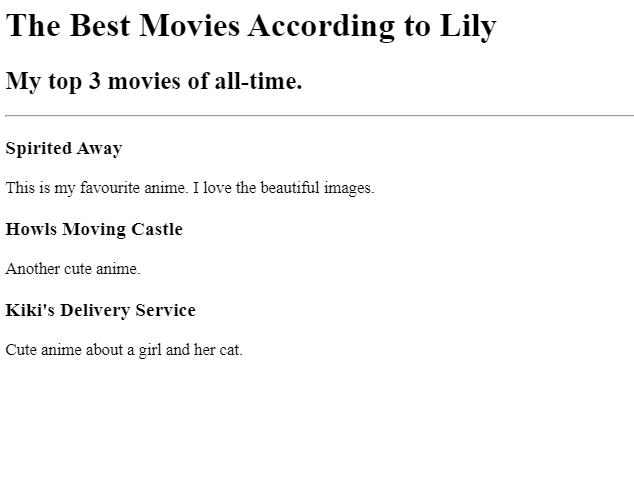 The Best Movies According to Lily
My top 3 movies of all-time.
Spirited Away
This is my favourite anime. I love the beautiful images.
Howls Moving Castle
Another cute anime.
Kiki's Delivery Service
Cute anime about a girl and her cat.